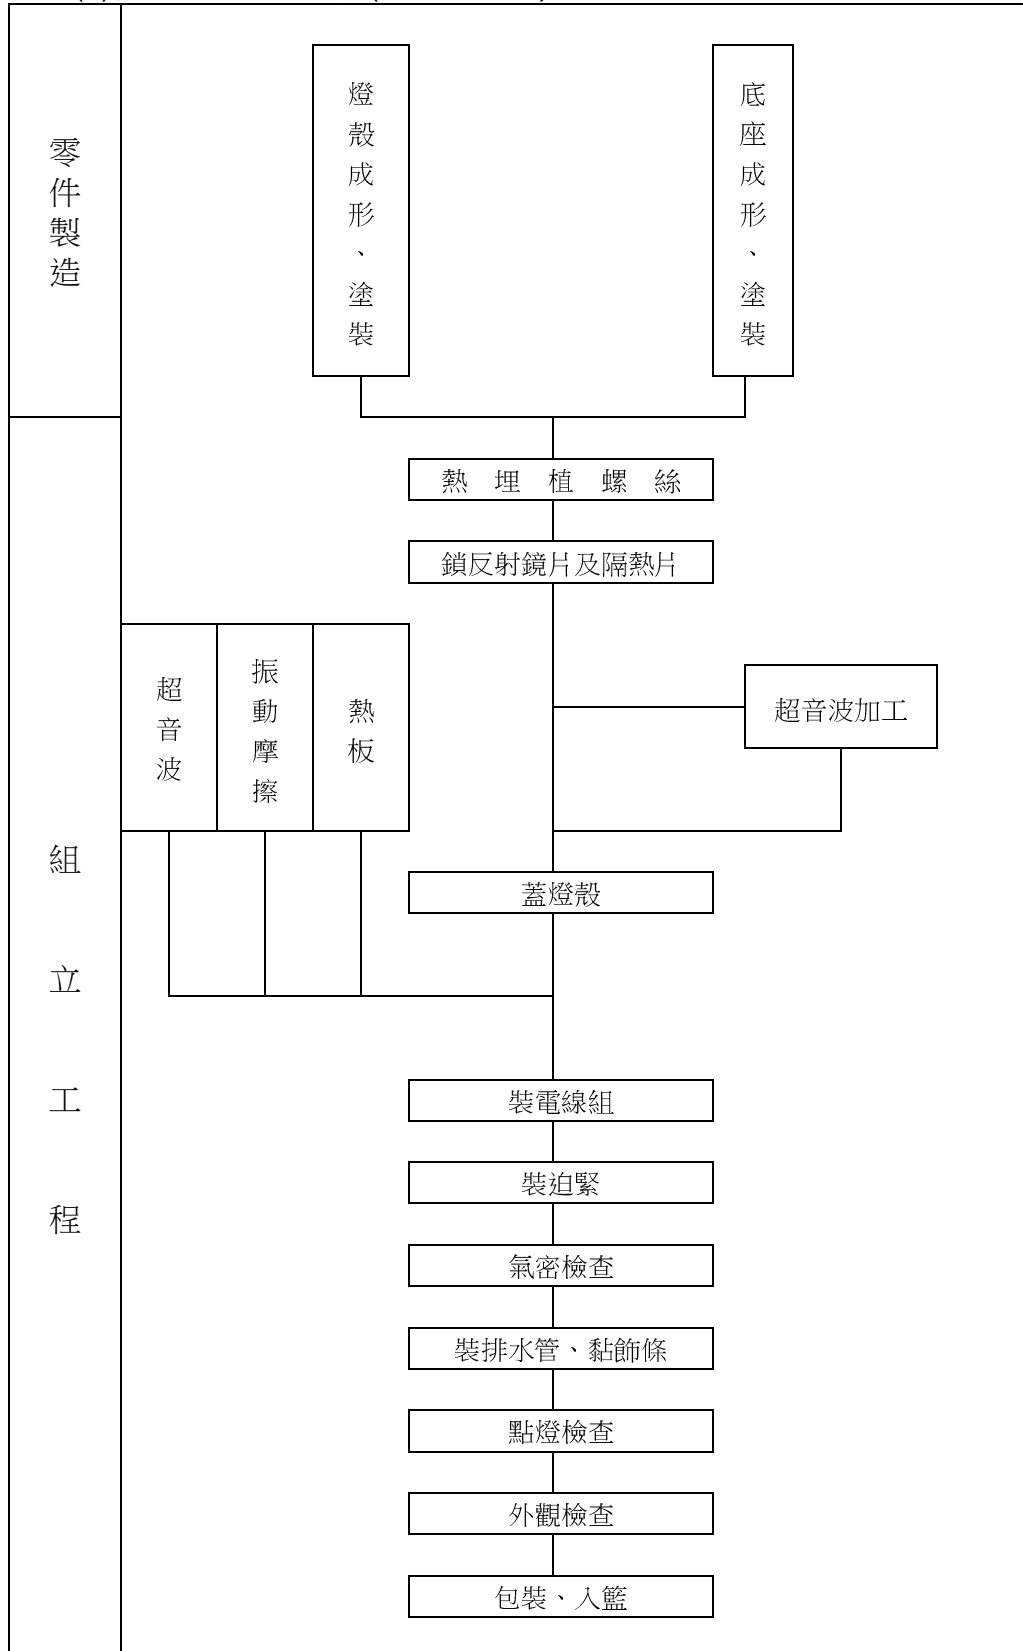 零件製造
燈殼成形、塗裝
底座成形、塗裝
熱埋植螺絲
鎖反射鏡片及隔熱片
超音波
振動摩擦
熱板
超音波加工
蓋燈殼
組立工程
裝電線組
裝迫緊
氣密檢查
裝排水管、黏飾條
點燈檢查
外觀檢查
包裝、入籃